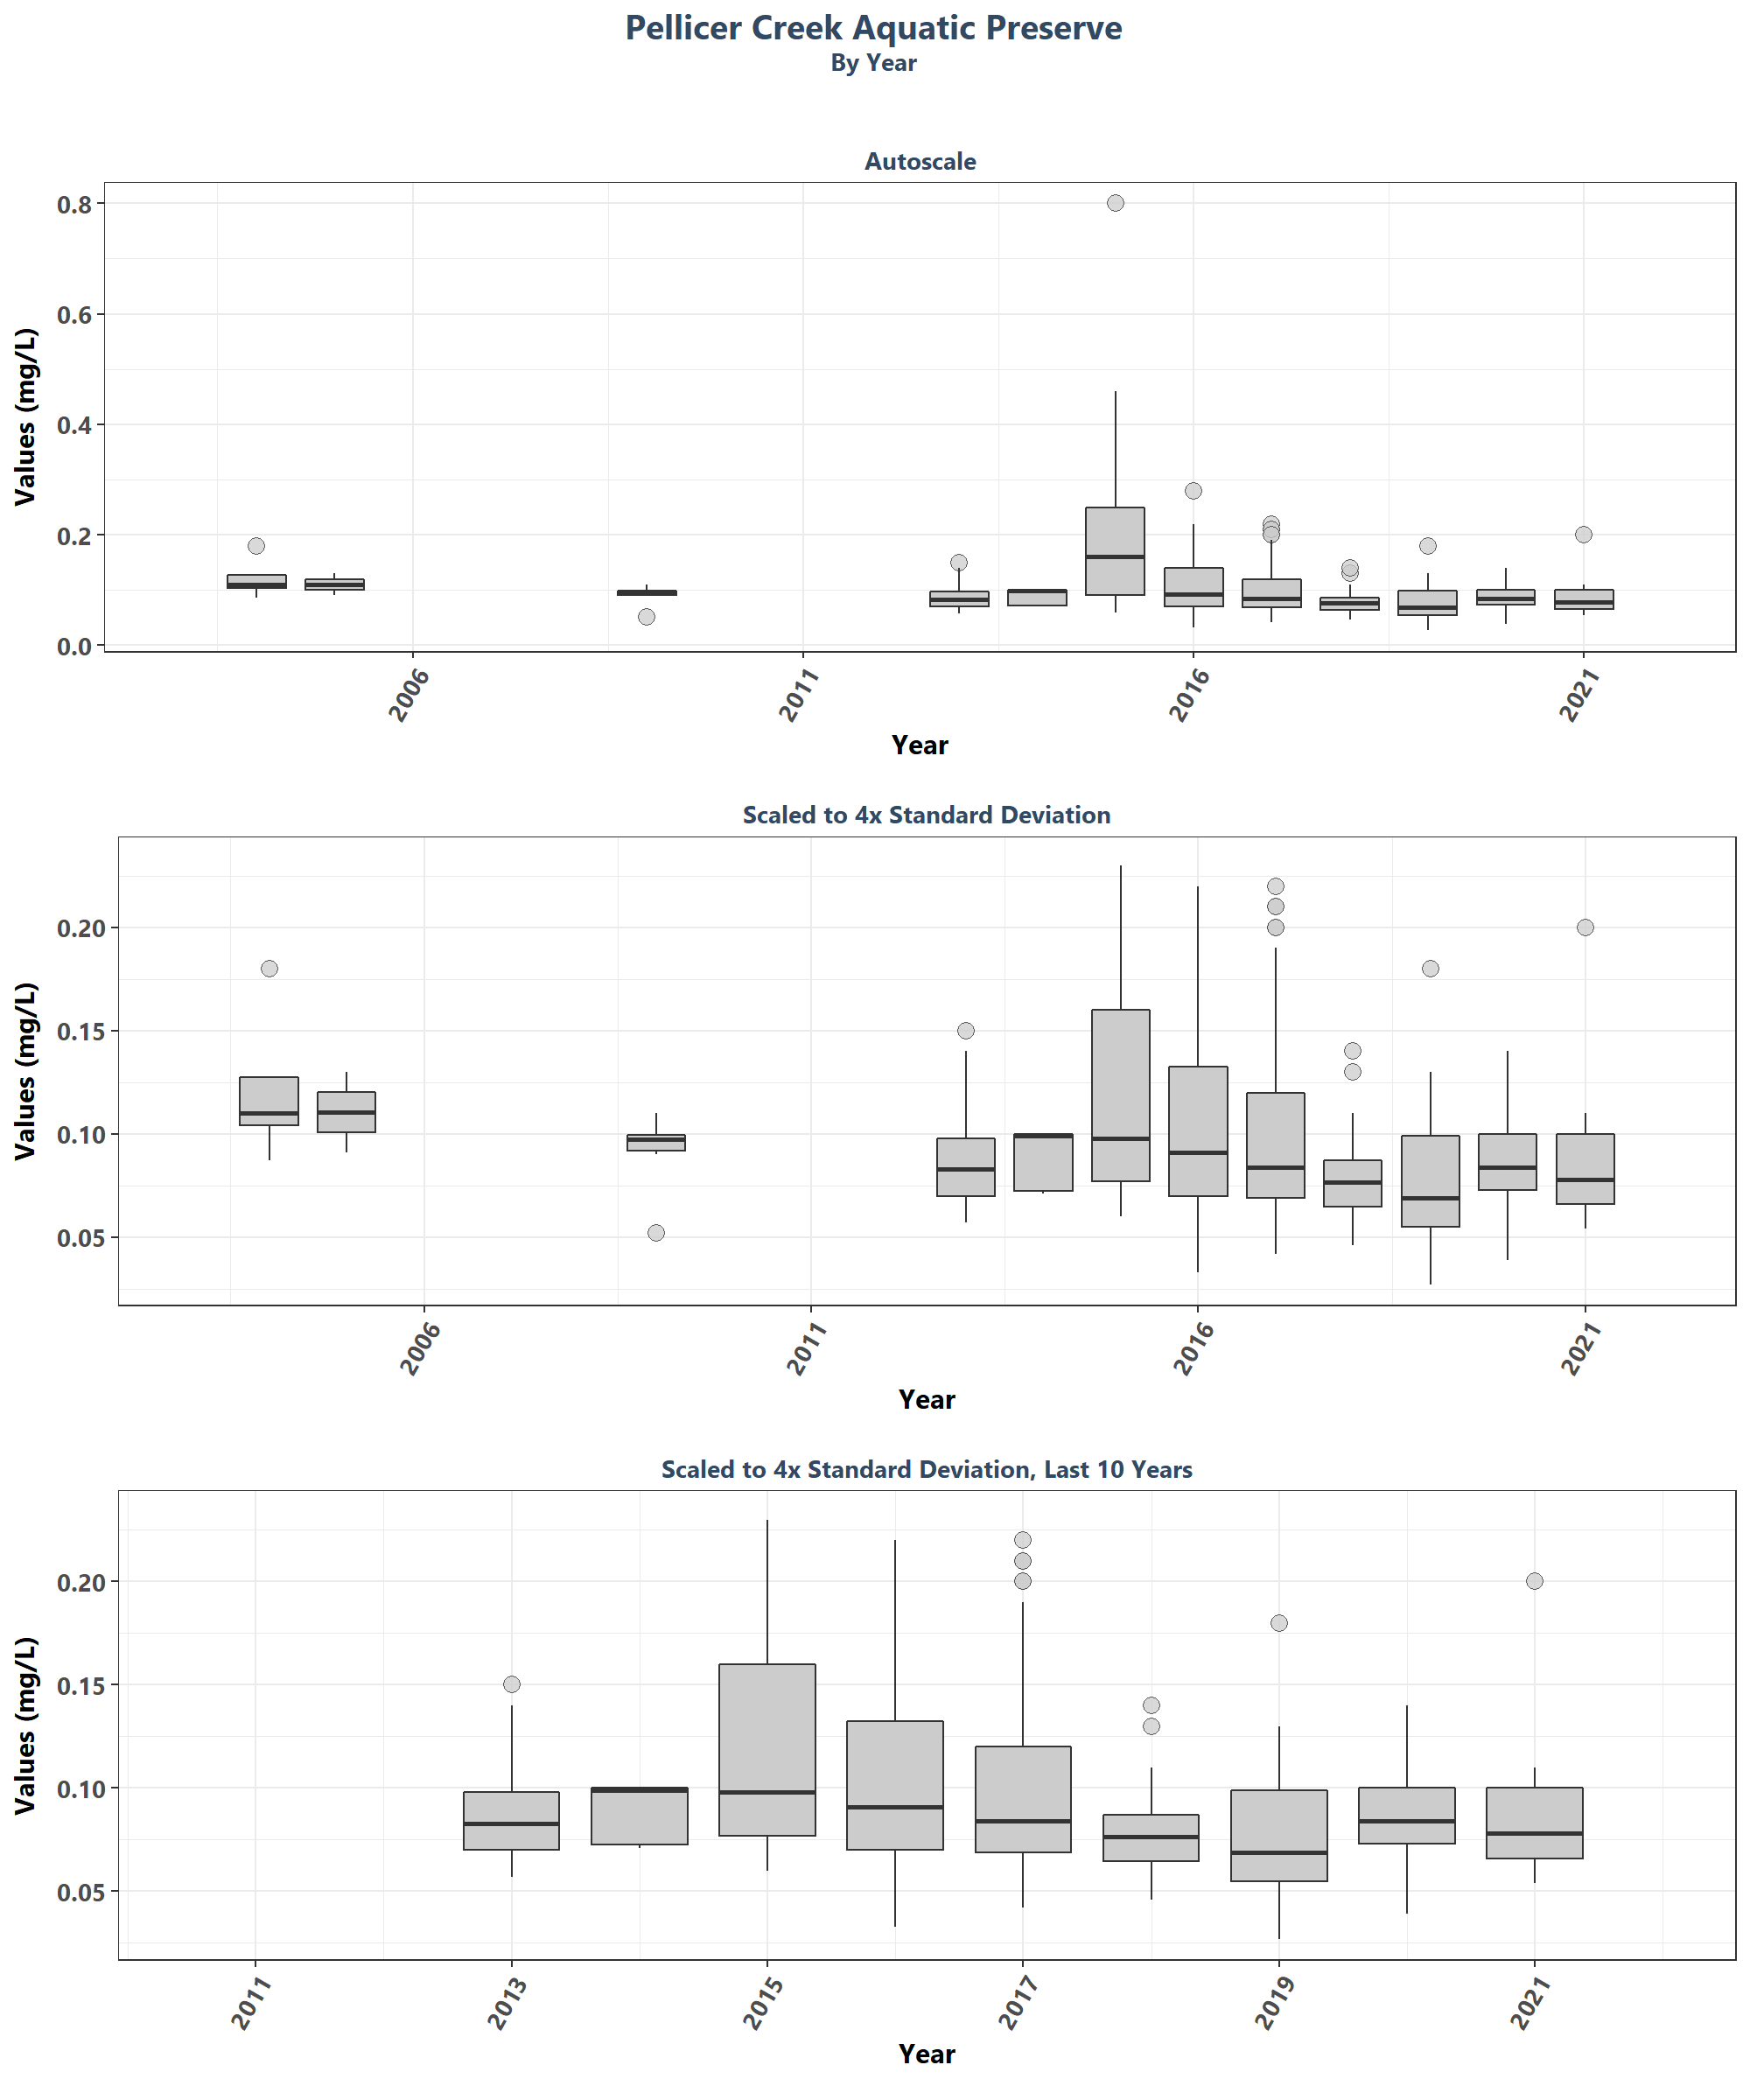 Pellicer Creek Aquatic Preserve
By Year
Autoscale
Values (mg/L)
0.8
0.6
0.4
0.2
0.0
2006 2011 2016 2021
Year
Scaled to 4x Standard Deviation
Values (mg/L)
0.20
0.15
0.10
0.05
2006 2011 2016 2021
Year
Scaled to 4x Standard Deviation, Last 10 Years
Values (mg/L)
0.20
0.15
0.10
0.05
2011 2013 2015 2017 2019 2021
Year